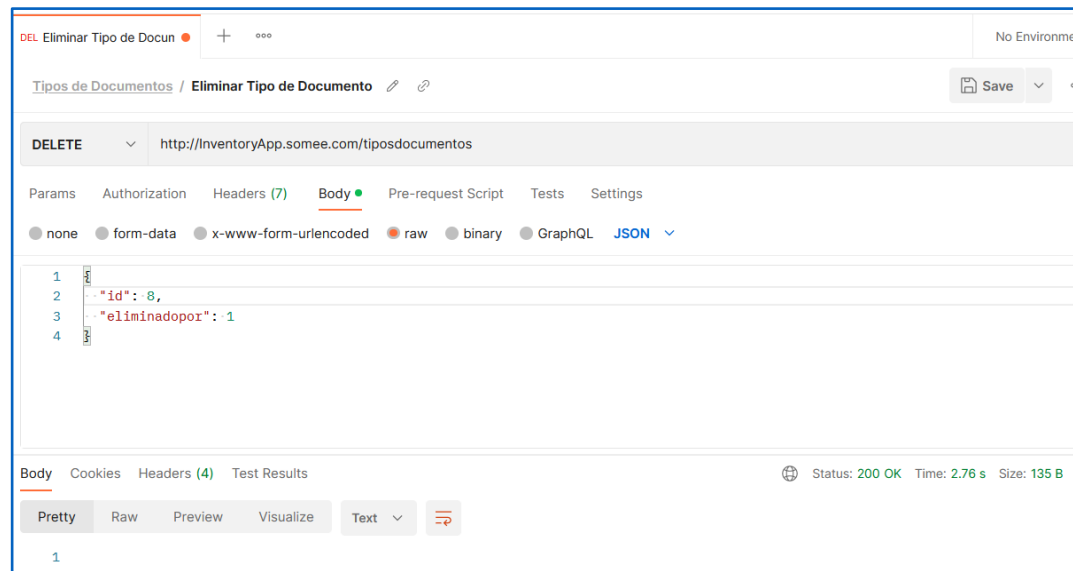 DEL Eliminar Tipo de Docun
No Environme
Tipos de Documentos / Eliminar Tipo de Documento
Save
DELETE http://InventoryApp.somee.com/tiposdocumentos
Params Authorization Headers (7) Body Pre-request Script Tests Settings
none form-data x-www-form-urlencoded raw binary GraphQL JSON
1 {
2 "id": 8,
3 "eliminadopor": 1
4 }
Body Cookies Headers (4) Test Results Status: 200 OK Time: 2.76 s Size: 135 B
Pretty Raw Preview Visualize Text
1